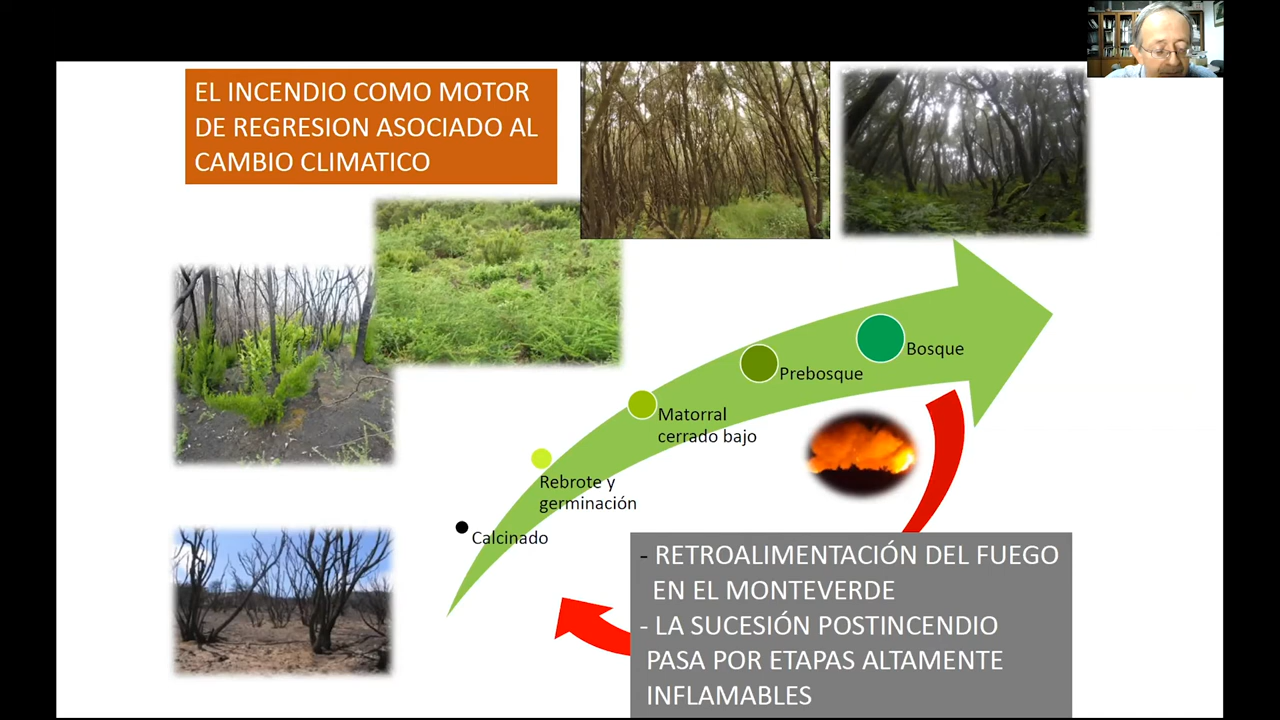 EL INCENDIO COMO MOTOR
DE REGRESION ASOCIADO AL
CAMBIO CLIMATICO
Bosque
Prebosque
Matorral
cerrado bajo
Rebrote y
germinación
Calcinado
- RETROALIMENTACIÓN DEL FUEGO
EN EL MONTEVERDE
- LA SUCESIÓN POSTINCENDIO
PASA POR ETAPAS ALTAMENTE
INFLAMABLES